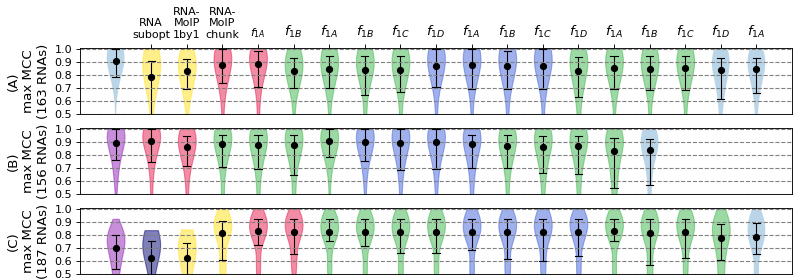 RNA subopt
RNA-MoIP 1by1
RNA-MoIP chunk
f1A f1B f1A f1B f1C f1D f1A f1B f1C f1D f1A f1B f1C f1D f1A
(A)
max MCC
(163 RNAs)
1.0
0.9
0.8
0.7
0.6
0.5
(B)
max MCC
(156 RNAs)
1.0
0.9
0.8
0.7
0.6
0.5
(C)
max MCC
(187 RNAs)
1.0
0.9
0.8
0.7
0.6
0.5